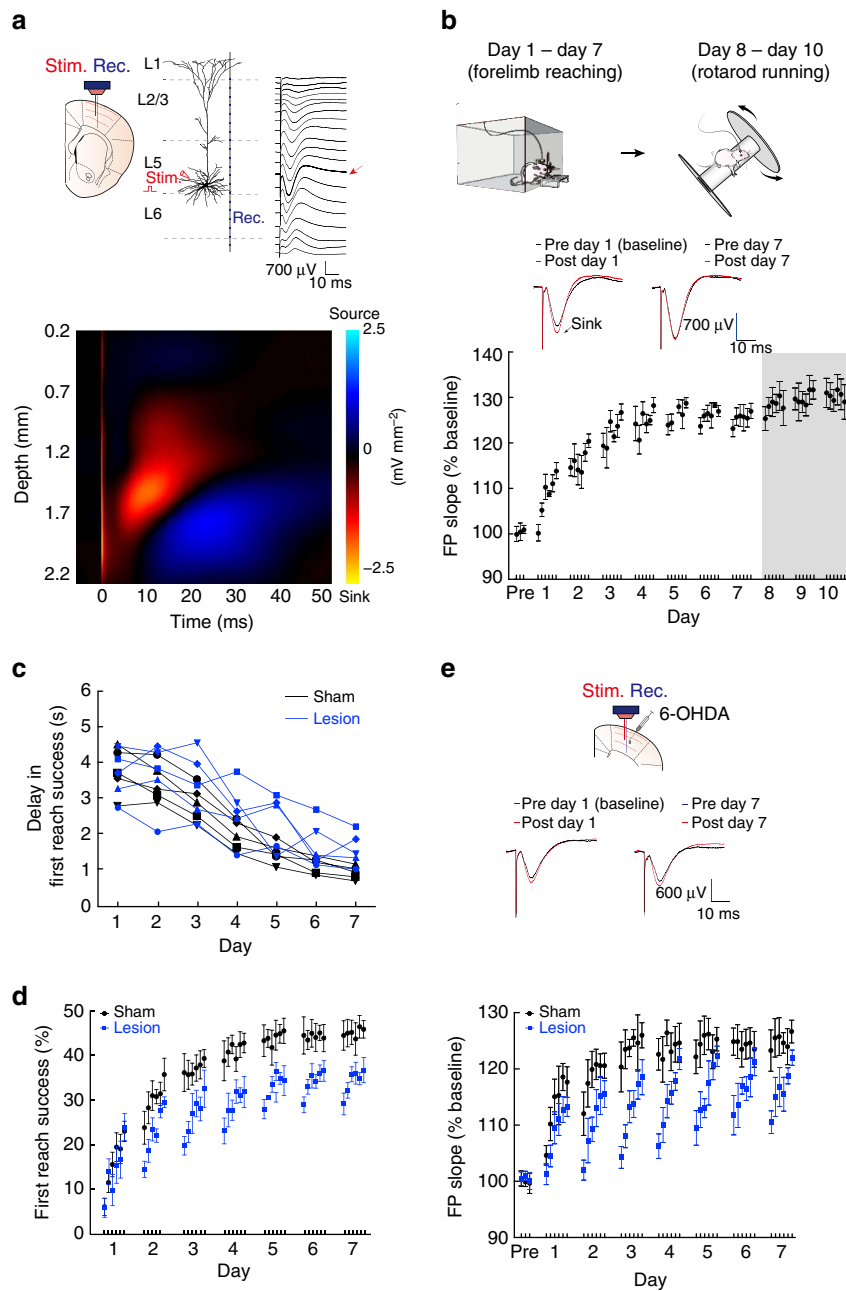 a
Stim. Rec.
L1
L2/3
L5
Stim.
L6
Rec.
700 µV
10 ms
Source
2.5
0
−2.5
Sink
(mV mm⁻²)
0.2
0.7
1.2
1.7
2.2
Depth (mm)
0 10 20 30 40 50
Time (ms)
b
Day 1 – day 7
(forelimb reaching)
Day 8 – day 10
(rotarod running)
Pre day 1 (baseline)
Post day 1
Pre day 7
Post day 7
Sink
700 µV
10 ms
140
130
120
110
100
90
FP slope (% baseline)
Pre 1 2 3 4 5 6 7 8 9 10
Day
c
6
5
4
3
2
1
0
Delay in
first reach success (s)
Sham
Lesion
1 2 3 4 5 6 7
Day
e
Stim. Rec.
6-OHDA
Pre day 1 (baseline)
Post day 1
Pre day 7
Post day 7
600 µV
10 ms
d
50
40
30
20
10
0
First reach success (%)
Sham
Lesion
1 2 3 4 5 6 7
Day
130
120
110
100
90
FP slope (% baseline)
Sham
Lesion
Pre 1 2 3 4 5 6 7
Day